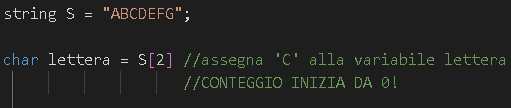 string S = "ABCDEFG";
char lettera = S[2] //assegna 'C' alla variabile lettera
//CONTEGGIO INIZIA DA 0!